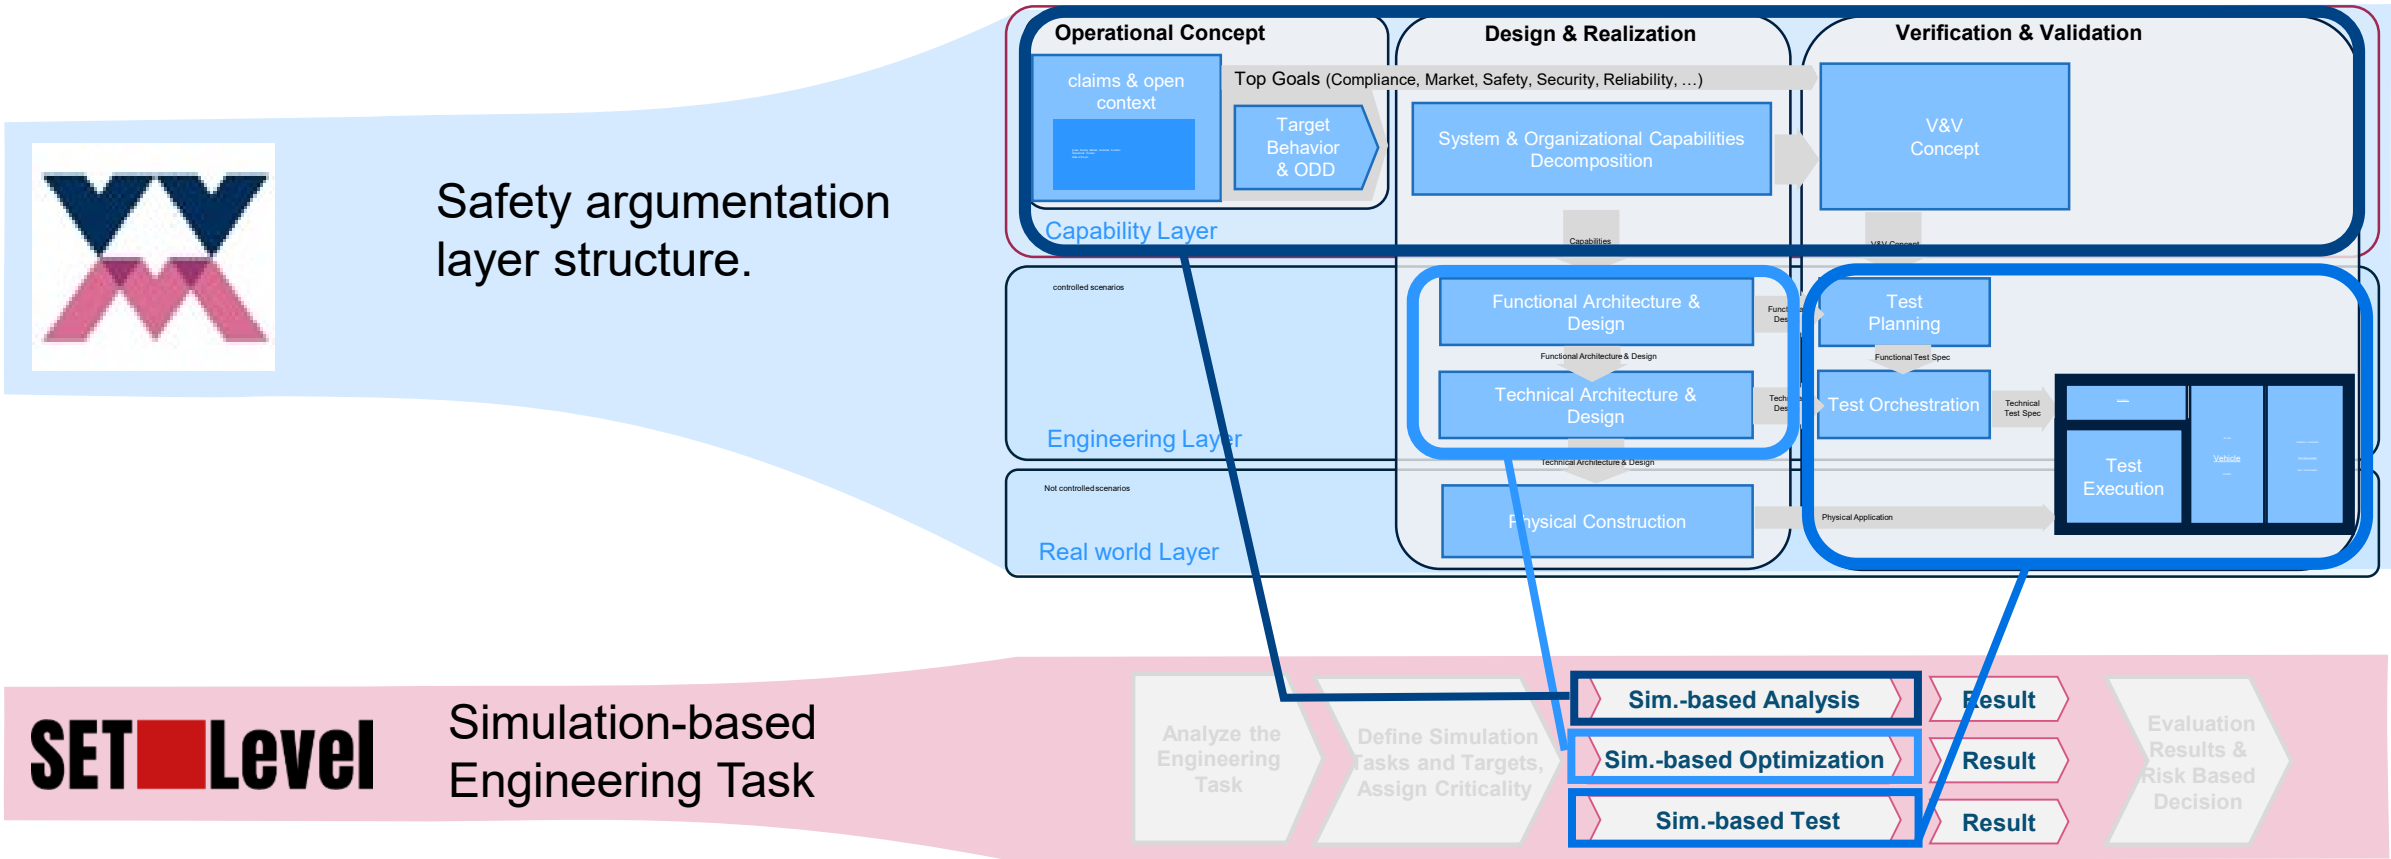 Operational Concept
Design & Realization
Verification & Validation
claims & open
context
Top Goals (Compliance, Market, Safety, Security, Reliability, …)
Target
Behavior
& ODD
System & Organizational Capabilities
Decomposition
V&V
Concept
Capability Layer
Capabilities
V&V Concept
Safety argumentation
layer structure.
controlled scenarios
Functional Architecture &
Design
Test
Planning
Functional Architecture & Design
Functional Test Spec
Technical Architecture &
Design
Test Orchestration
Technical
Test Spec
Engineering Layer
Technical Architecture & Design
Test
Execution
Vehicle
Not controlled scenarios
Physical Construction
Physical Application
Real world Layer
SET Level
Simulation-based
Engineering Task
Analyze the
Engineering
Task
Define Simulation
Tasks and Targets,
Assign Criticality
Sim.-based Analysis
Result
Sim.-based Optimization
Result
Sim.-based Test
Result
Evaluation
Results &
Risk Based
Decision